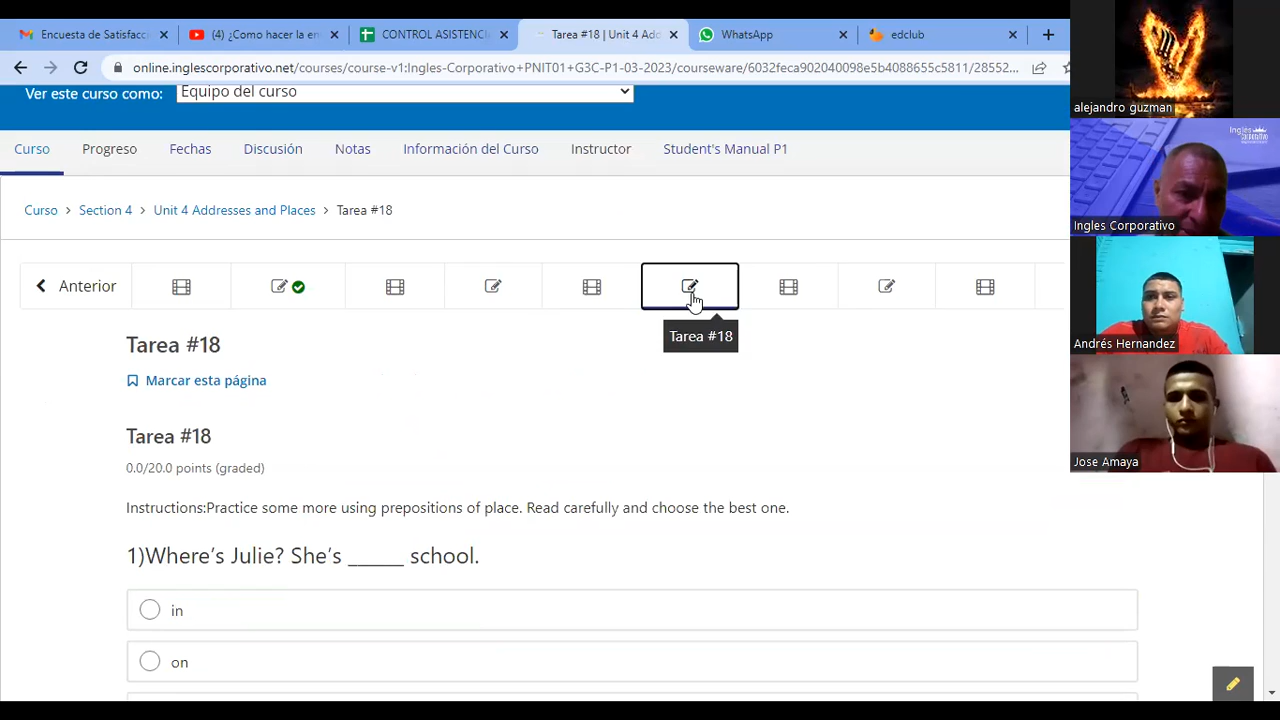 Encuesta de Satisfacc
(4) ¿Como hacer la en
CONTROL ASISTENC
Tarea #18 | Unit 4 Add
WhatsApp
edclub
online.inglescorporativo.net/courses/course-v1:Ingles-Corporativo+PNIT01+G3C-P1-03-2023/courseware/6032feca902040098e5b4088655c5811/28552...
Ver este curso como:
Equipo del curso
Curso
Progreso
Fechas
Discusión
Notas
Información del Curso
Instructor
Student's Manual P1
Curso > Section 4 > Unit 4 Addresses and Places > Tarea #18
Anterior
Tarea #18
Tarea #18
Marcar esta página
Tarea #18
0.0/20.0 points (graded)
Instructions:Practice some more using prepositions of place. Read carefully and choose the best one.
1)Where's Julie? She's ______ school.
in
on
alejandro guzman
Ingles
Ingles Corporativo
Andrés Hernandez
Jose Amaya